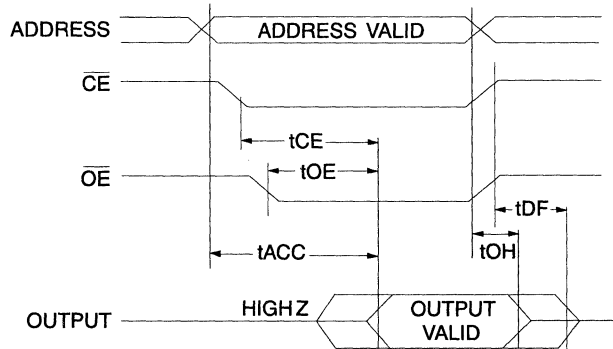 ADDRESS
ADDRESS VALID
CE
tCE
tOE
OE
tDF
tACC
tOH
HIGH Z
OUTPUT
OUTPUT
VALID